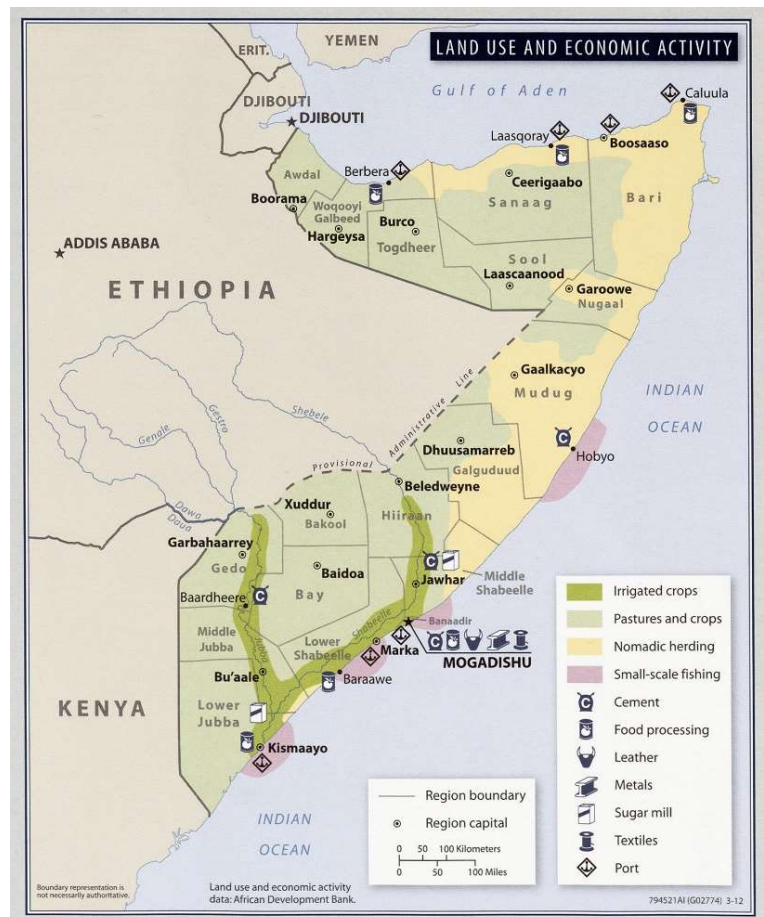 LAND USE AND ECONOMIC ACTIVITY
YEMEN
ERIT.
Gulf of Aden
Caluula
DJIBOUTI
DJIBOUTI
Laasqoray
Boosaaso
Berbera
Awdal
Ceerigaabo
Sanaag
Bari
Boorama
Woqooyi
Galbeed
Burco
Hargeysa
Togdheer
ADDIS ABABA
Sool
Laascaanood
ETHIOPIA
Garoowe
Nugaal
Gaalkacyo
Mudug
INDIAN
OCEAN
Shebele
Gestro
Genale
Provisional Administrative Line
Dhuusamarreb
Galguduud
Hobyo
Beledweyne
Dawa
Daua
Xuddur
Bakool
Hiiraan
Garbahaarrey
Gedo
Baidoa
Bay
C
Jawhar
Middle
Shabeelle
Baardheere
Banaadir
Middle
Jubba
Jubba
Lower
Shabeelle
Shabeelle
Marka
MOGADISHU
Bu'aale
Baraawe
KENYA
Lower
Jubba
Kismaayo
INDIAN
OCEAN
Irrigated crops
Pastures and crops
Nomadic herding
Small-scale fishing
C Cement
Food processing
Leather
Metals
Sugar mill
Textiles
Port
Region boundary
Region capital
0 50 100 Kilometers
0 50 100 Miles
Boundary representation is
not necessarily authoritative.
Land use and economic activity
data: African Development Bank.
794521AI (G02774) 3-12